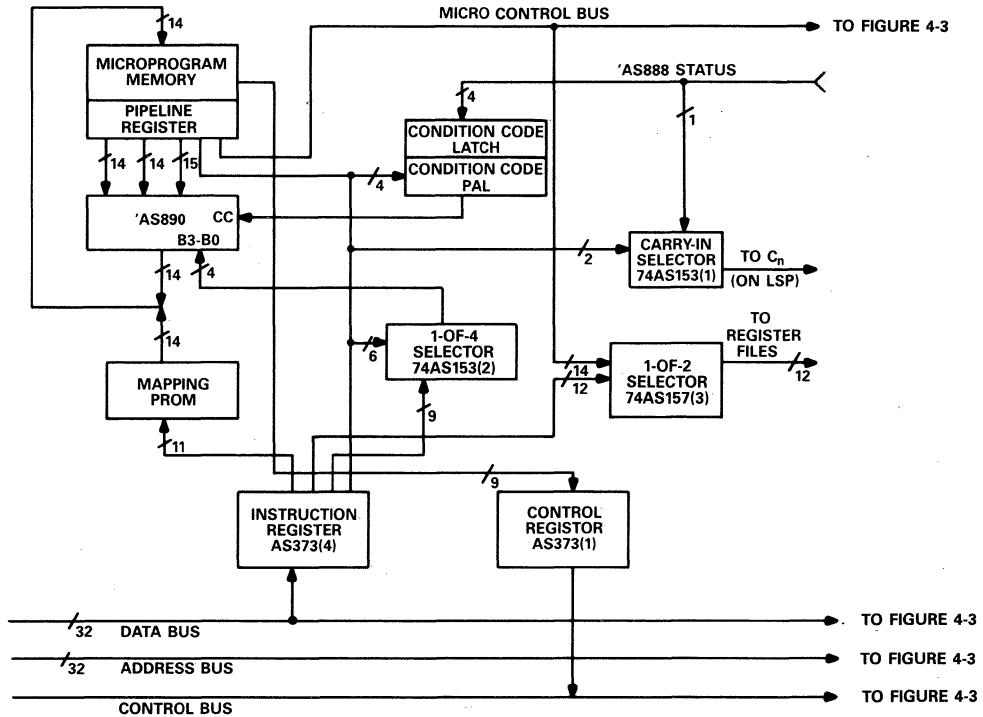 MICRO CONTROL BUS
TO FIGURE 4-3
14
MICROPROGRAM
MEMORY
PIPELINE
REGISTER
'AS888 STATUS
4
1
CONDITION CODE
LATCH
CONDITION CODE
PAL
14
14
15
4
'AS890
CC
B3-B0
14
4
2
CARRY-IN
SELECTOR
74AS153(1)
TO Cn
(ON LSP)
14
6
1-OF-4
SELECTOR
74AS153(2)
TO
REGISTER
FILES
14
12
1-OF-2
SELECTOR
74AS157(3)
12
MAPPING
PROM
9
11
9
INSTRUCTION
REGISTER
AS373(4)
CONTROL
REGISTOR
AS373(1)
32
DATA BUS
TO FIGURE 4-3
32
ADDRESS BUS
TO FIGURE 4-3
CONTROL BUS
TO FIGURE 4-3